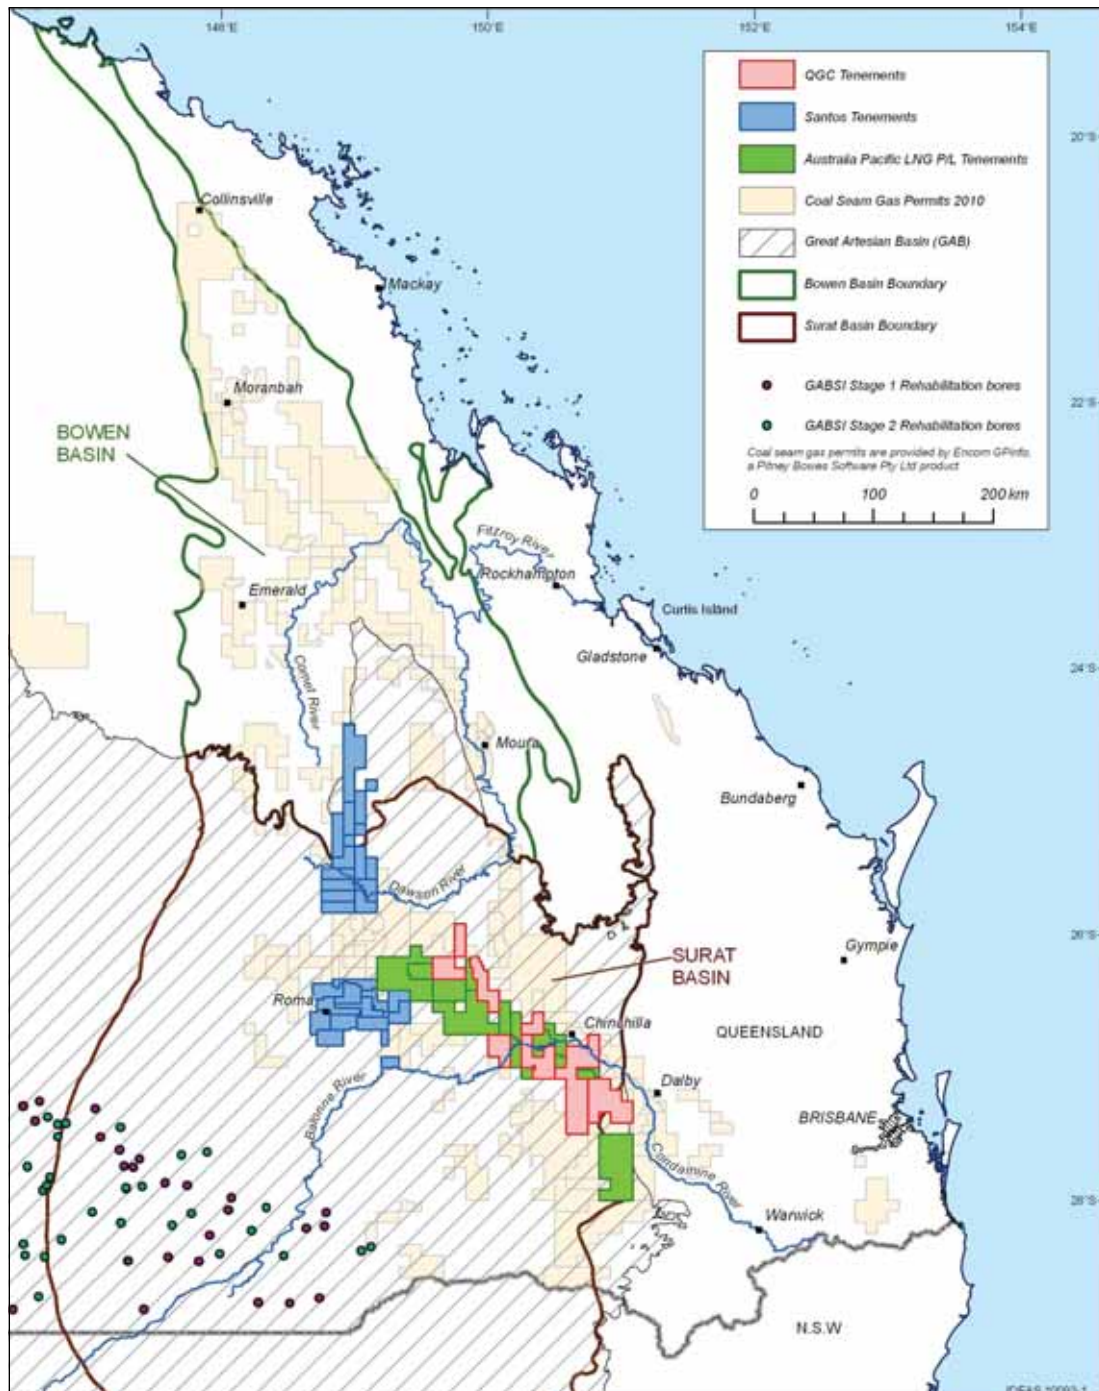 148°E
150°E
152°E
154°E
QGC Tenements
Santos Tenements
Australia Pacific LNG P/L Tenements
Coal Seam Gas Permits 2010
Great Artesian Basin (GAB)
Bowen Basin Boundary
Surat Basin Boundary
GABSI Stage 1 Rehabilitation bores
GABSI Stage 2 Rehabilitation bores
Coal seam gas permits are provided by Encom GPinfo,
a Pitney Bowes Software Pty Ltd product
0 100 200 km
20°S
Collinsville
Mackay
Moranbah
22°S
BOWEN
BASIN
Fitzroy River
Rockhampton
Emerald
Curtis Island
Gladstone
24°S
Comet River
Moura
Bundaberg
Dawson River
26°S
Gympie
SURAT
BASIN
Roma
Chinchilla
QUEENSLAND
Dalby
Balonne River
BRISBANE
Condamine River
28°S
Warwick
N.S.W